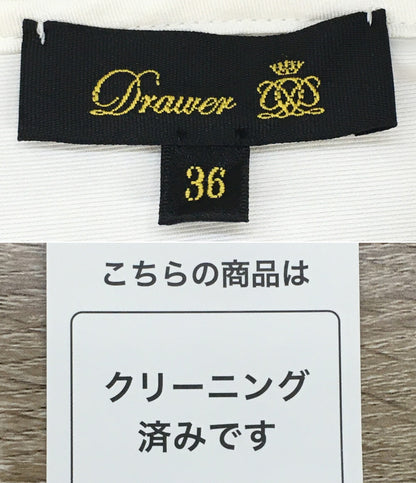 Drawer
36
こちらの商品は
クリーニング
済みです